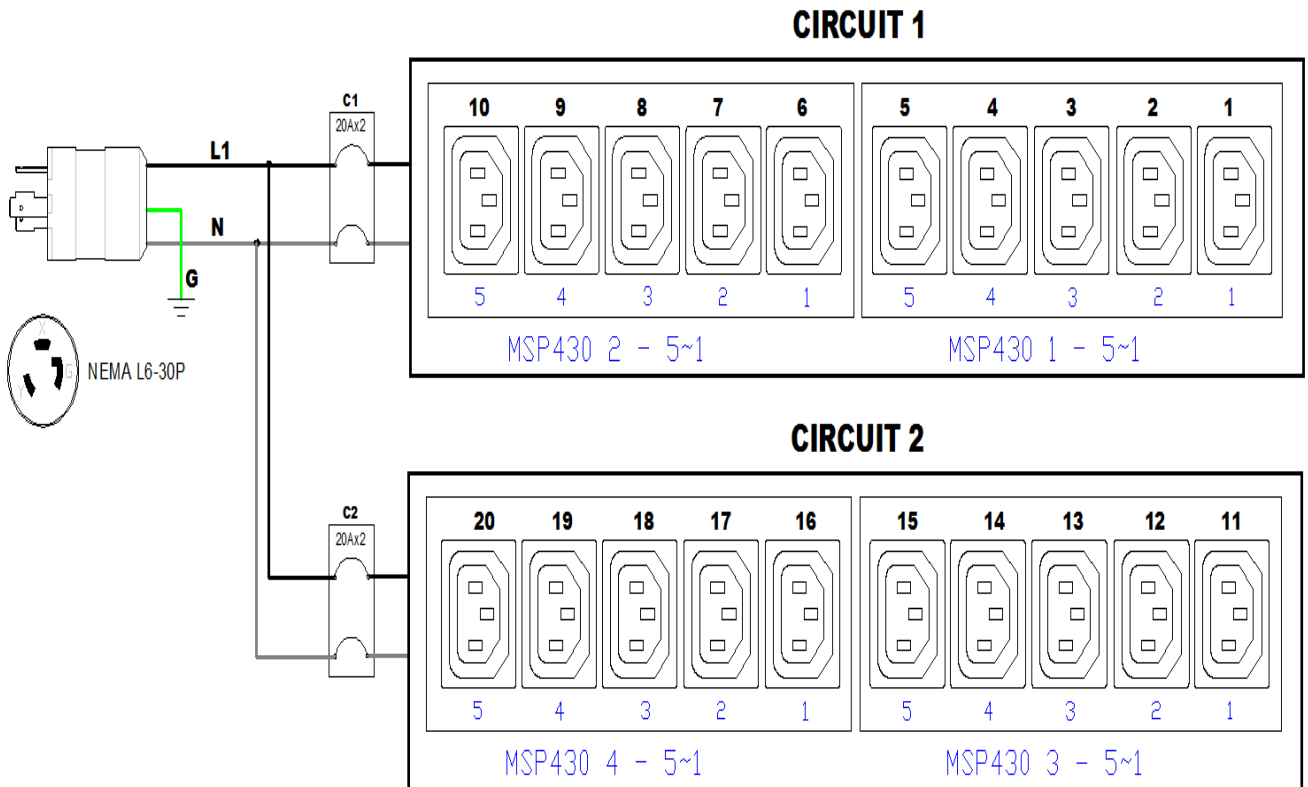 CIRCUIT 1
C1
20Ax2
10 9 8 7 6 5 4 3 2 1
L1
N
G
5 4 3 2 1 5 4 3 2 1
MSP430 2 - 5~1 MSP430 1 - 5~1
X
G
Y
NEMA L6-30P
CIRCUIT 2
C2
20Ax2
20 19 18 17 16 15 14 13 12 11
5 4 3 2 1 5 4 3 2 1
MSP430 4 - 5~1 MSP430 3 - 5~1